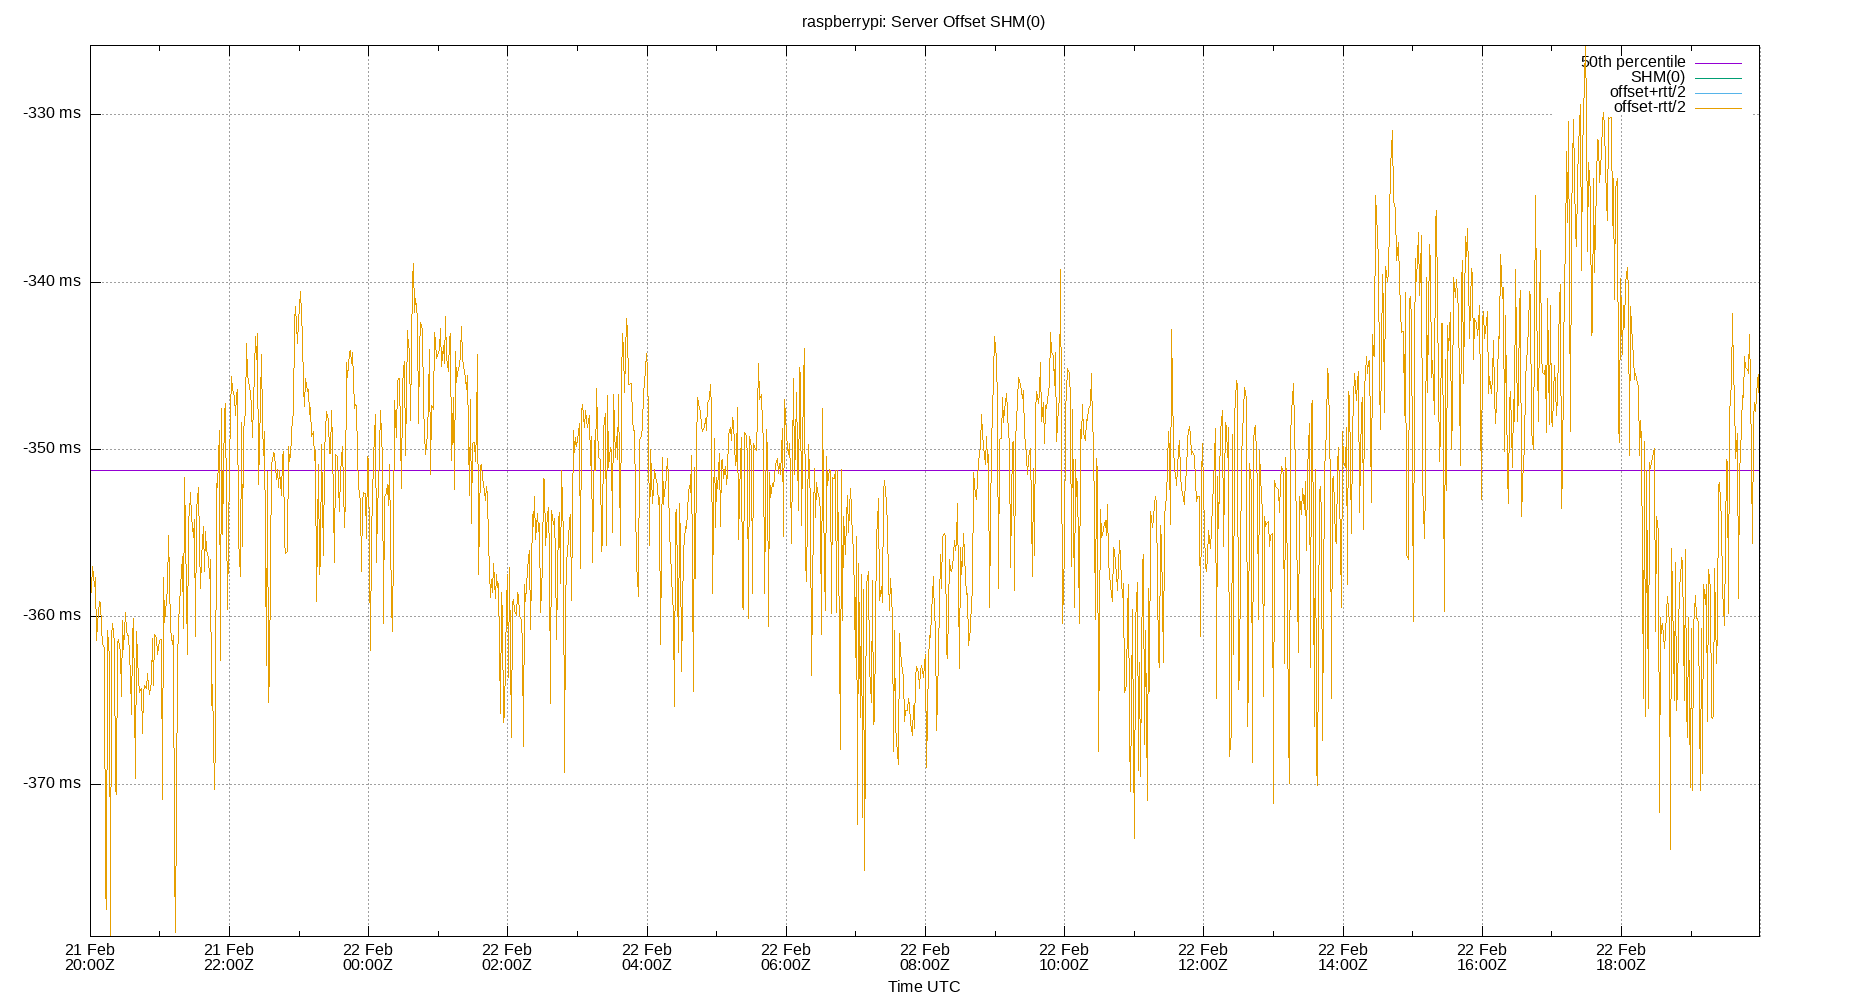 raspberrypi: Server Offset SHM(0)
50th percentile
SHM(0)
offset+rtt/2
offset-rtt/2
-330 ms
-340 ms
-350 ms
-360 ms
-370 ms
21 Feb
20:00Z
21 Feb
22:00Z
22 Feb
00:00Z
22 Feb
02:00Z
22 Feb
04:00Z
22 Feb
06:00Z
22 Feb
08:00Z
22 Feb
10:00Z
22 Feb
12:00Z
22 Feb
14:00Z
22 Feb
16:00Z
22 Feb
18:00Z
Time UTC